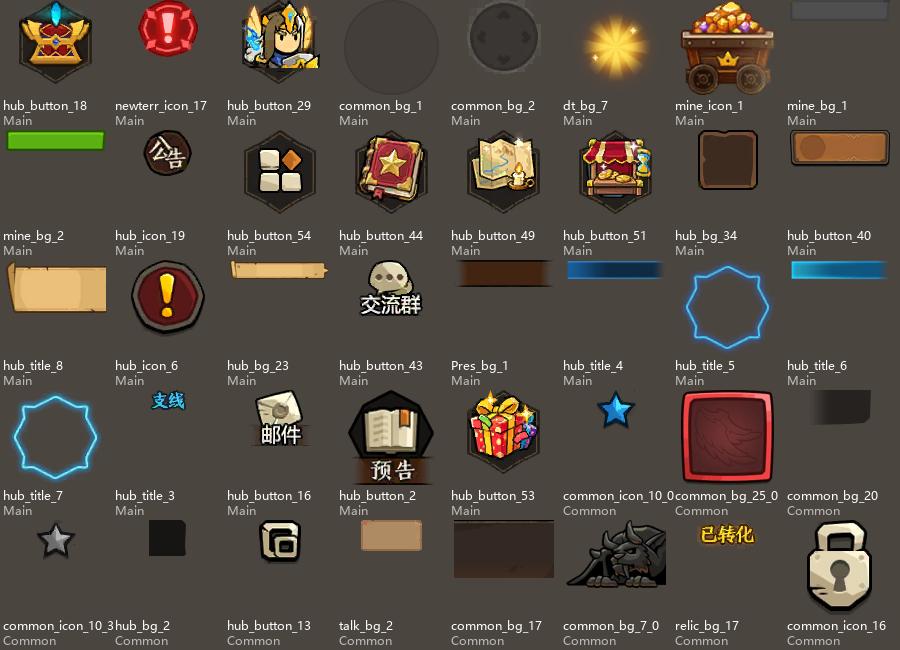 hub_button_18 newterr_icon_17 hub_button_29 common_bg_1 common_bg_2 dt_bg_7 mine_icon_1 mine_bg_1
Main Main Main Main Main Main Main Main
公告
mine_bg_2 hub_icon_19 hub_button_54 hub_button_44 hub_button_49 hub_button_51 hub_bg_34 hub_button_40
Main Main Main Main Main Main Main Main
交流群
hub_title_8 hub_icon_6 hub_bg_23 hub_button_43 Pres_bg_1 hub_title_4 hub_title_5 hub_title_6
Main Main Main Main Main Main Main Main
支线
邮件
预告
hub_title_7 hub_title_3 hub_button_16 hub_button_2 hub_button_53 common_icon_10_0 common_bg_25_0 common_bg_20
Main Main Main Main Main Common Common Common
已转化
common_icon_10_3 hub_bg_2 hub_button_13 talk_bg_2 common_bg_17 common_bg_7_0 relic_bg_17 common_icon_16
Common Common Common Common Common Common Common Common